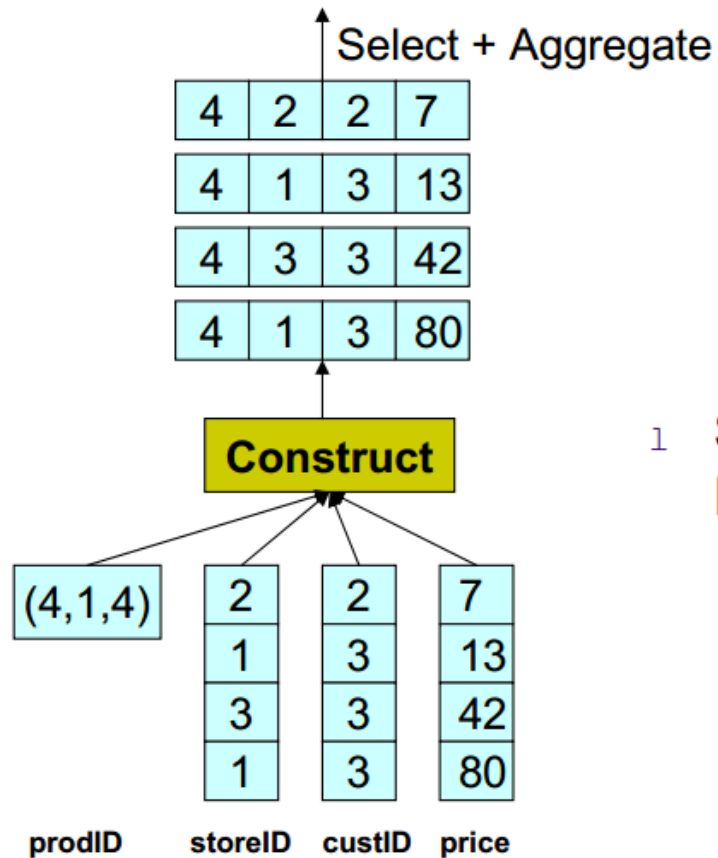 Select + Aggregate
4 2 2 7
4 1 3 13
4 3 3 42
4 1 3 80
Construct
(4,1,4) 2 2 7
1 3 13
3 3 42
1 3 80
prodID storeID custID price
l